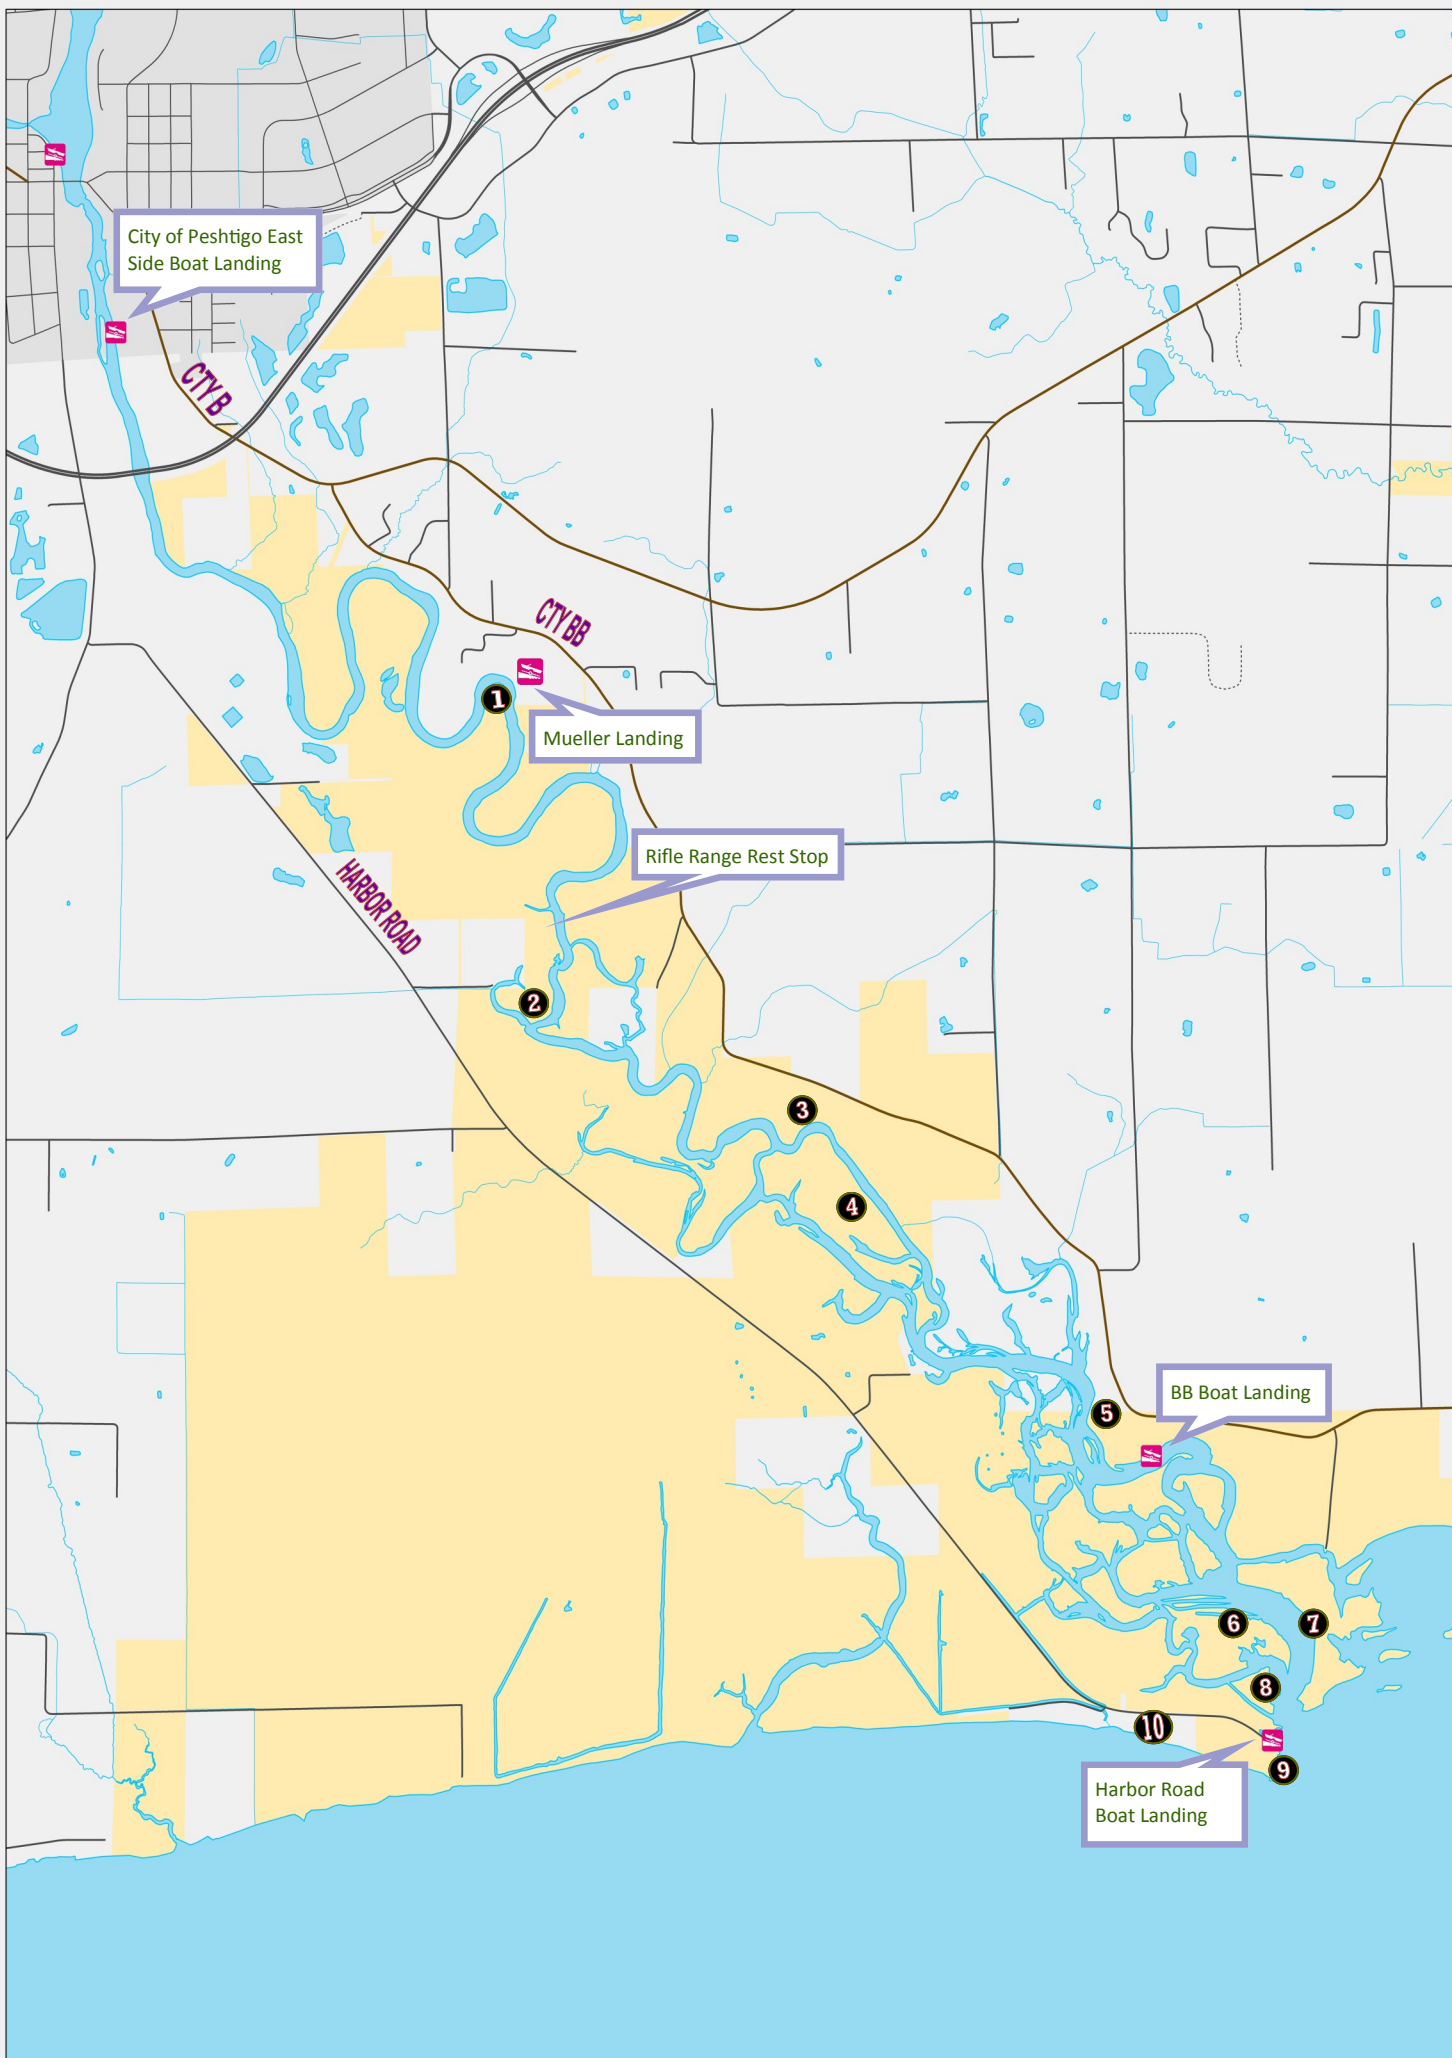 City of Peshtigo East
Side Boat Landing
CTY B
CTY BB
1
Mueller Landing
Rifle Range Rest Stop
HARBOR ROAD
2
3
4
BB Boat Landing
5
6
7
8
10
9
Harbor Road
Boat Landing